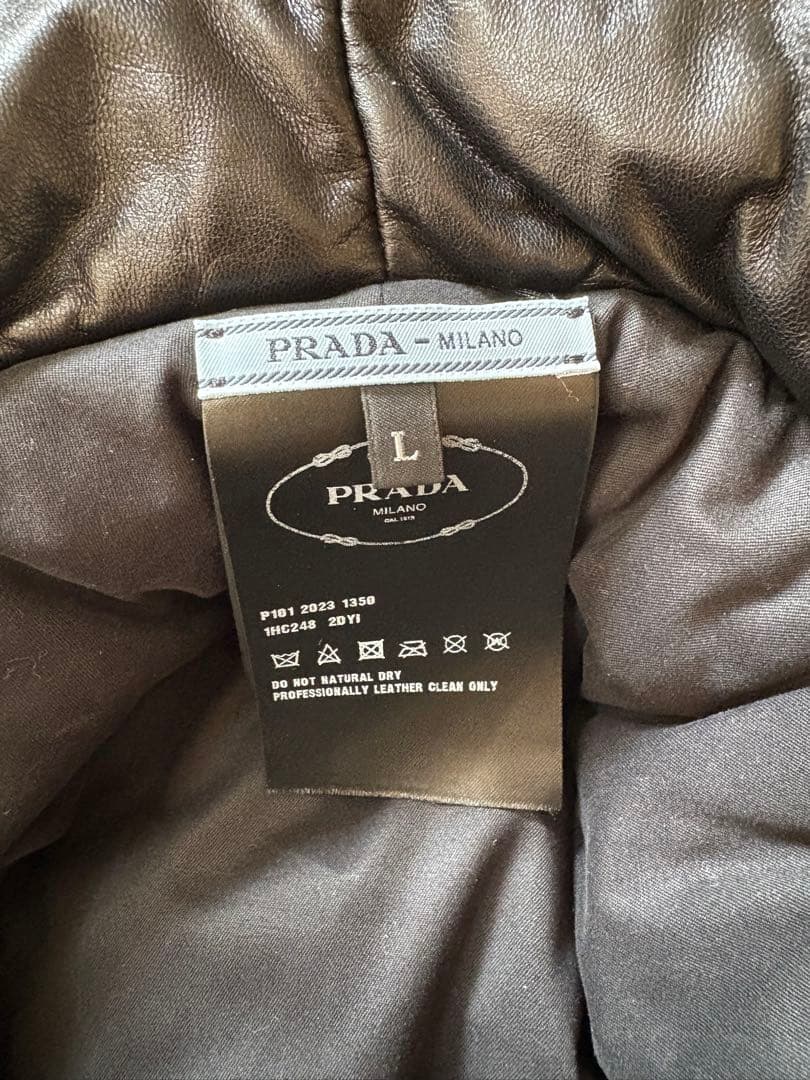 PRADA - MILANO
L
PRADA
MILANO
DAL 1913
P101 2023 1350
1HC248 2DYI
DO NOT NATURAL DRY
PROFESSIONALLY LEATHER CLEAN ONLY